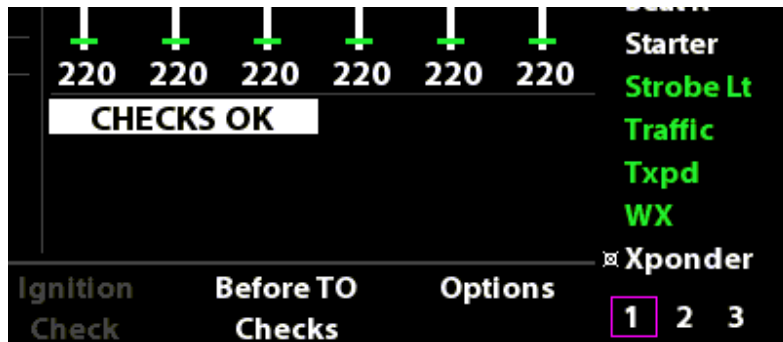 Starter
220 220 220 220 220 220
Strobe Lt
CHECKS OK
Traffic
Txpd
WX
Xponder
Ignition Check
Before TO Checks
Options
1 2 3